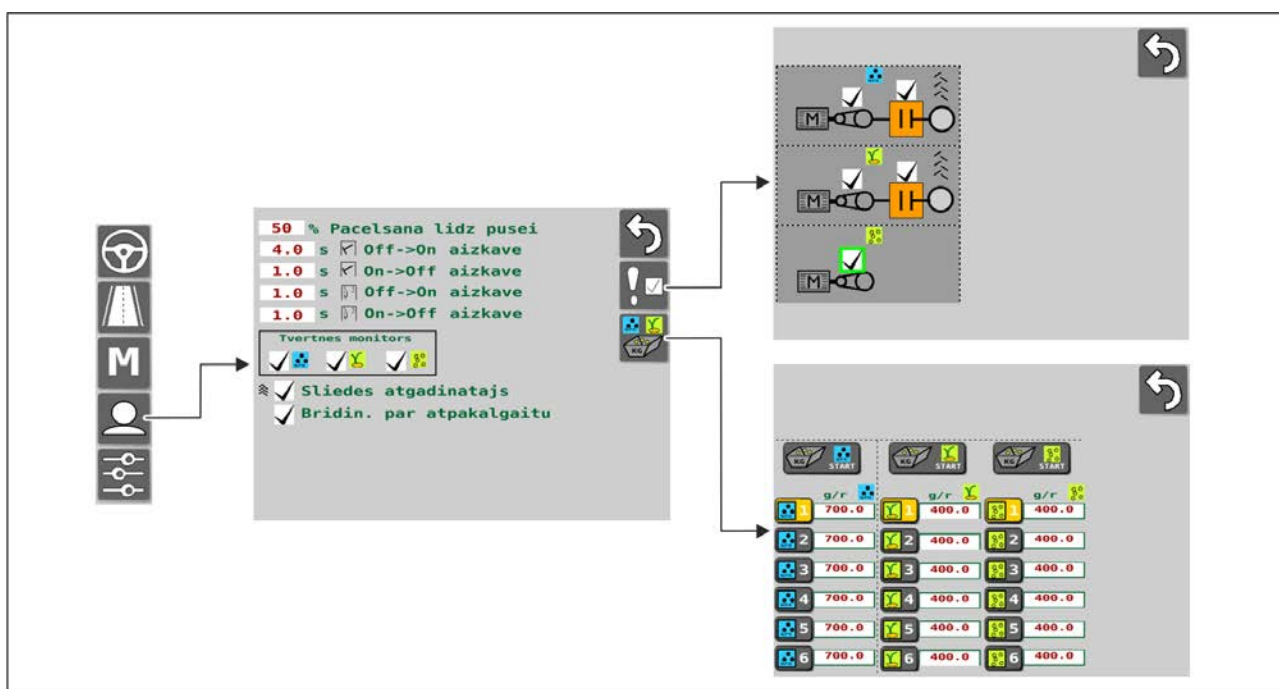 M
50 % Pacelsana lidz pusei
4.0 s Off->On aizkave
1.0 s On->Off aizkave
1.0 s Off->On aizkave
1.0 s On->Off aizkave
Tvertnes monitors
Sliedes atgadinatajs
Bridin. par atpakalgaitu
KG
M
M
M
KG START KG START KG START
g/r g/r g/r
1 700.0 1 400.0 1 400.0
2 700.0 2 400.0 2 400.0
3 700.0 3 400.0 3 400.0
4 700.0 4 400.0 4 400.0
5 700.0 5 400.0 5 400.0
6 700.0 6 400.0 6 400.0